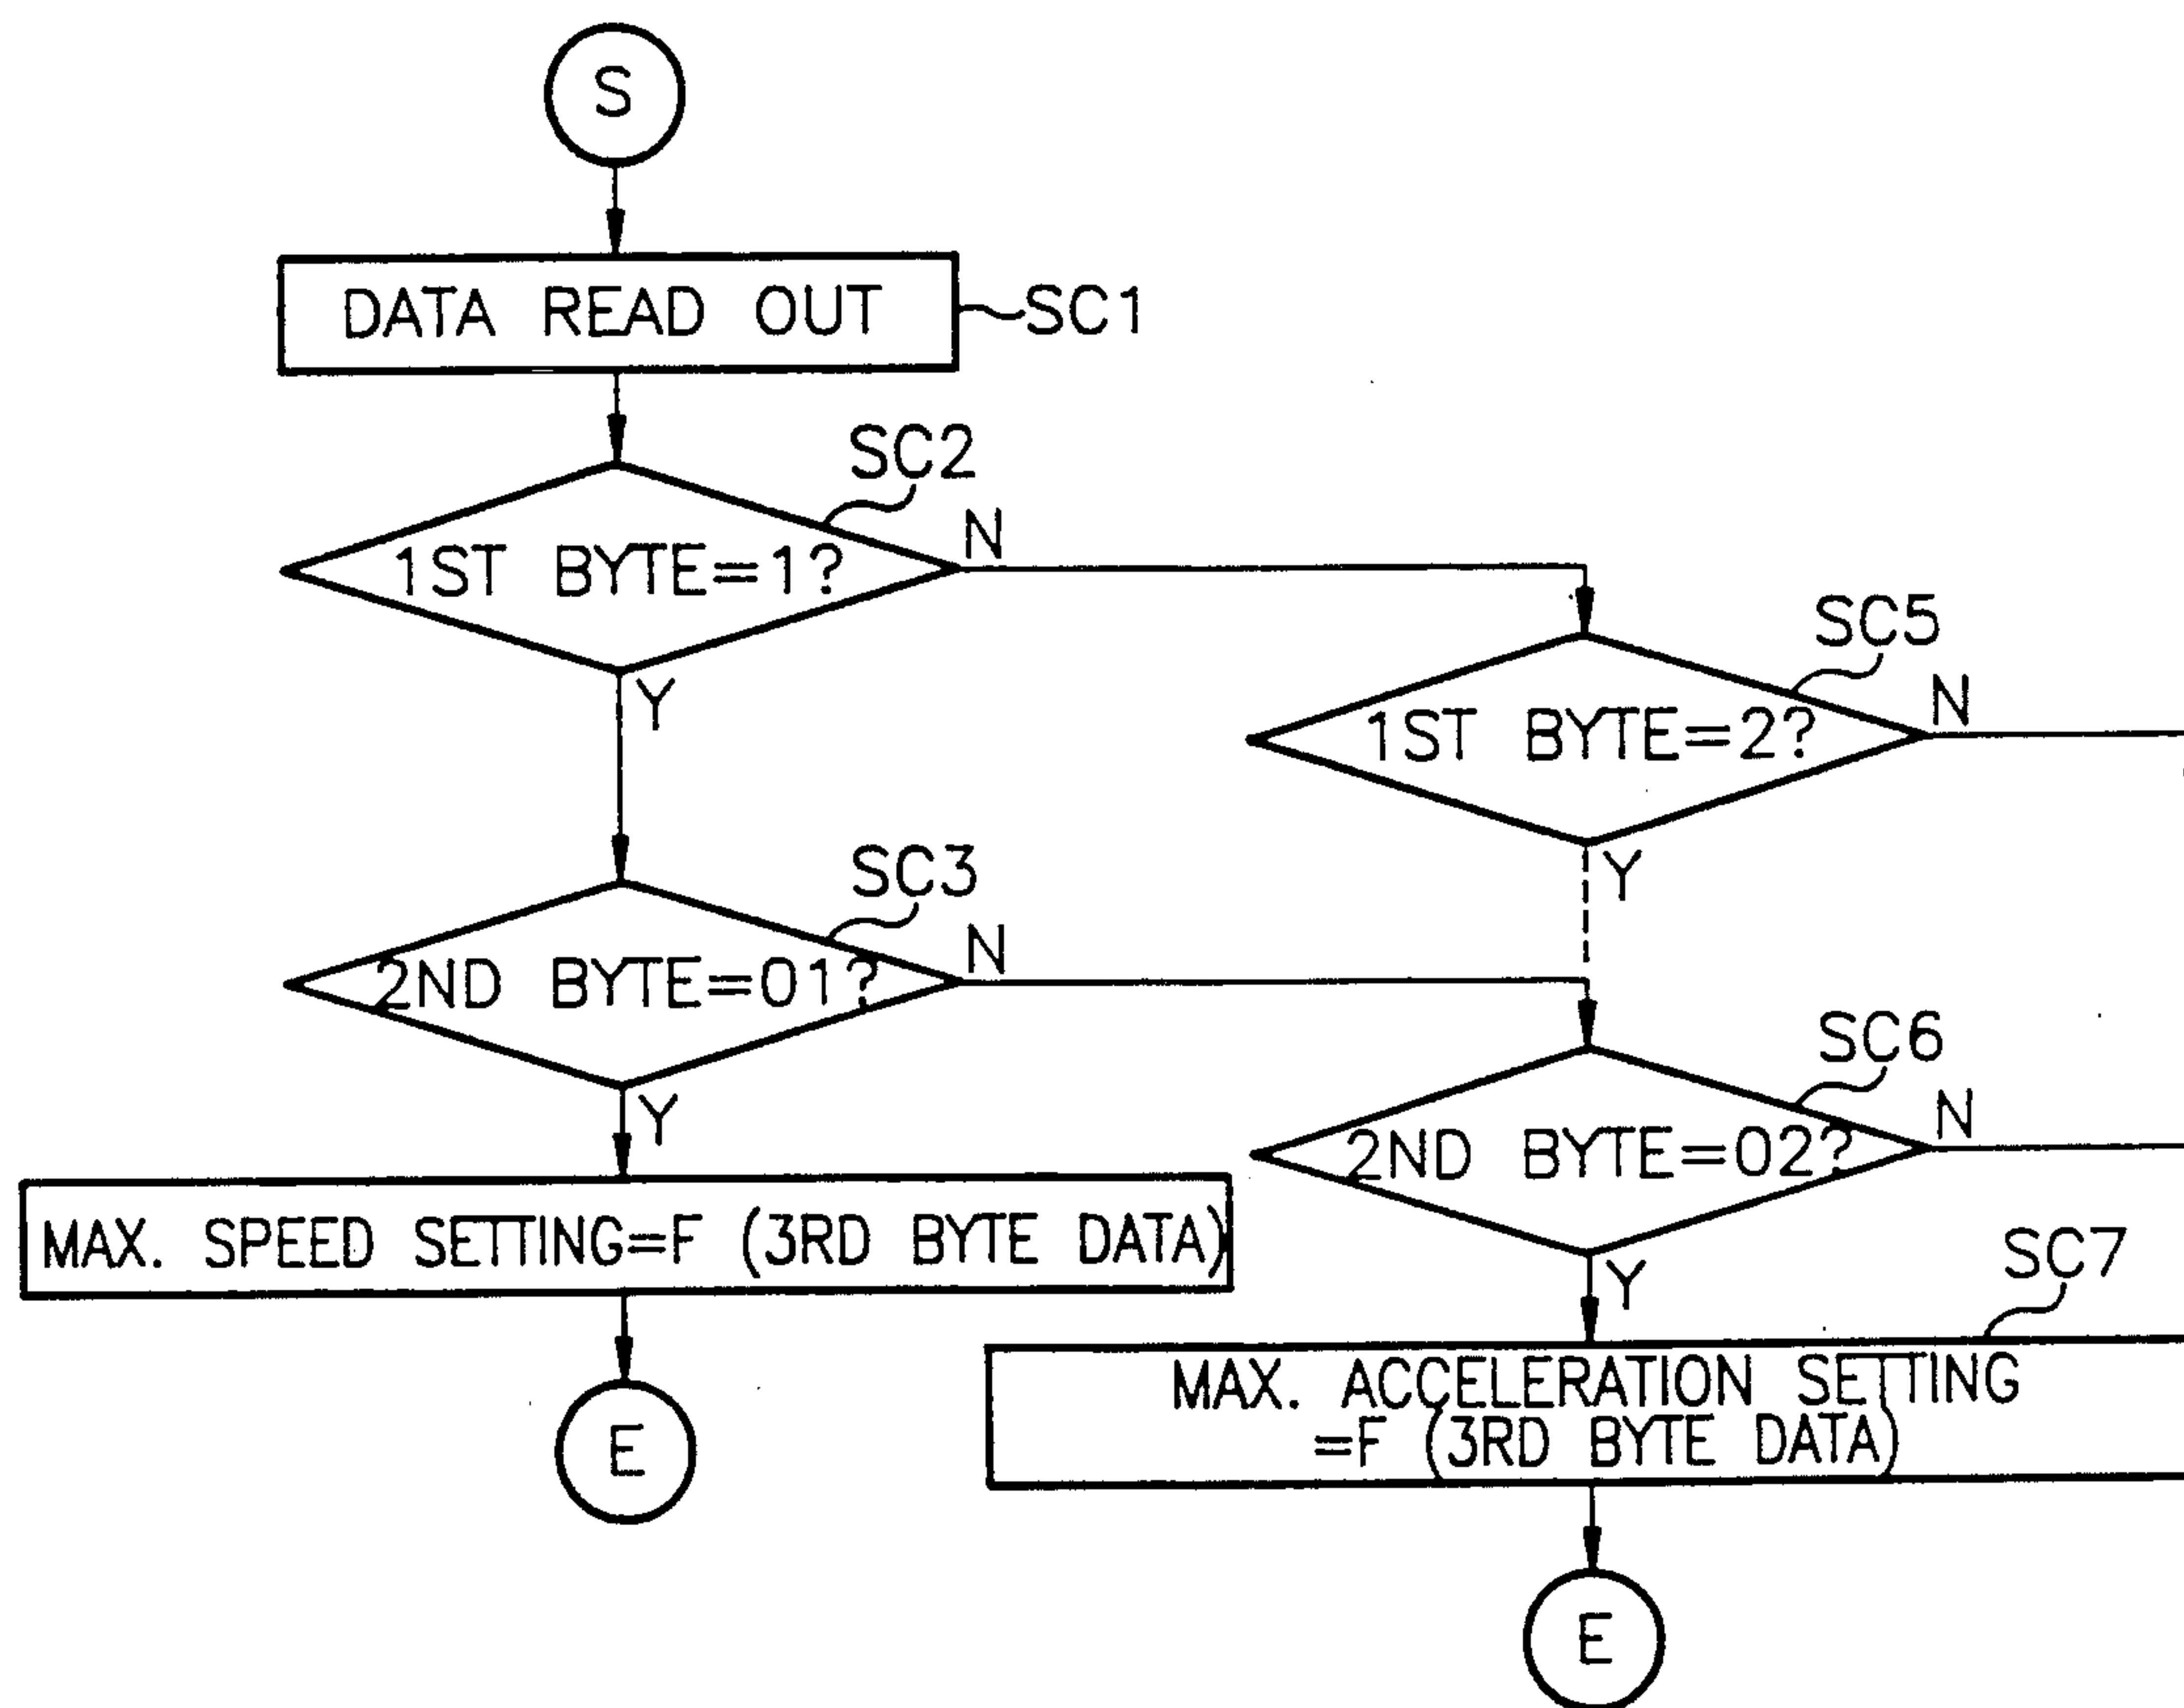 S
DATA READ OUT
SC1
SC2
1ST BYTE=1?
N
Y
SC5
1ST BYTE=2?
N
Y
SC3
2ND BYTE=01?
N
Y
SC6
2ND BYTE=02?
N
Y
MAX. SPEED SETTING=F (3RD BYTE DATA)
E
SC7
MAX. ACCELERATION SETTING
=F (3RD BYTE DATA)
E